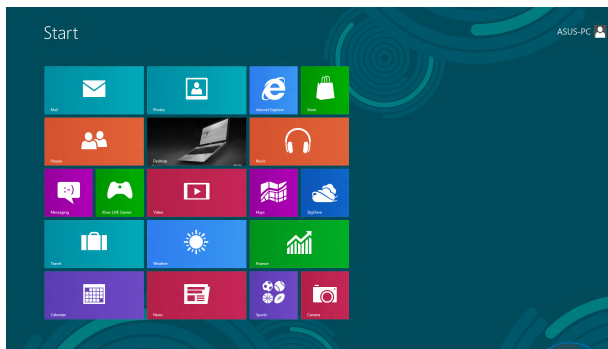 Start
ASUS-PC
Mail
Photos
Internet Explorer
Store
People
Desktop
Music
Messaging
Xbox LIVE Games
Video
Maps
SkyDrive
Travel
Weather
Finance
Calendar
News
Sports
Camera